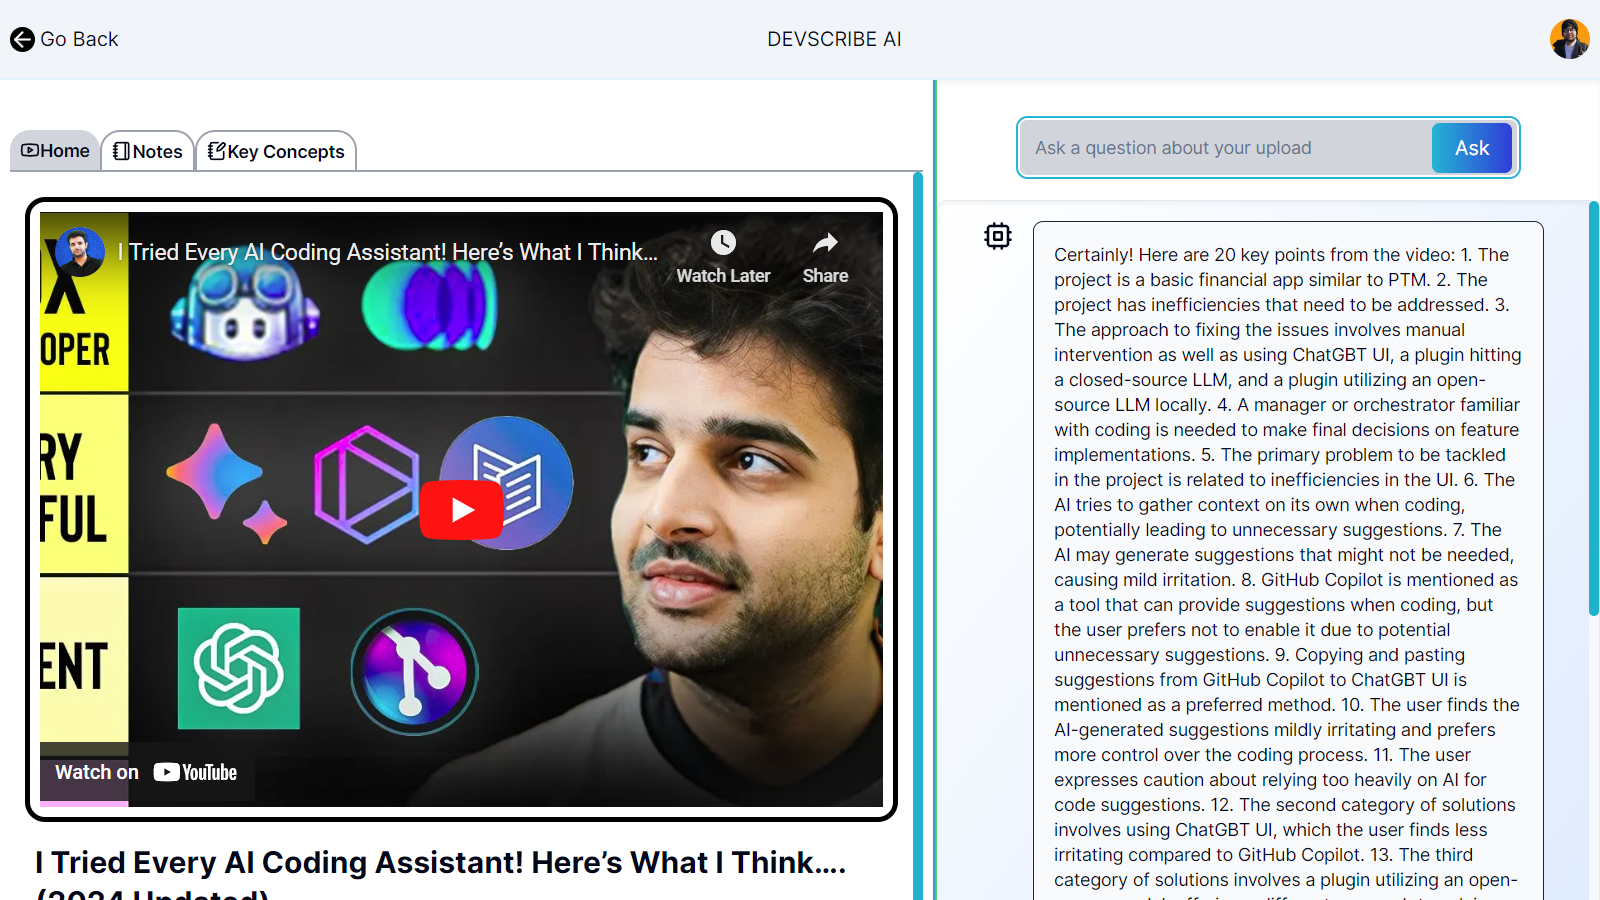 Go Back
DEVSCRIBE AI
Home
Notes
Key Concepts
X
OPER
RY
FUL
ENT
I Tried Every AI Coding Assistant! Here’s What I Think...
Watch Later
Share
Watch on YouTube
I Tried Every AI Coding Assistant! Here’s What I Think....
(2024 Updated)
Ask a question about your upload
Ask
Certainly! Here are 20 key points from the video: 1. The
project is a basic financial app similar to PTM. 2. The
project has inefficiencies that need to be addressed. 3.
The approach to fixing the issues involves manual
intervention as well as using ChatGBT UI, a plugin hitting
a closed-source LLM, and a plugin utilizing an open-
source LLM locally. 4. A manager or orchestrator familiar
with coding is needed to make final decisions on feature
implementations. 5. The primary problem to be tackled
in the project is related to inefficiencies in the UI. 6. The
AI tries to gather context on its own when coding,
potentially leading to unnecessary suggestions. 7. The
AI may generate suggestions that might not be needed,
causing mild irritation. 8. GitHub Copilot is mentioned as
a tool that can provide suggestions when coding, but
the user prefers not to enable it due to potential
unnecessary suggestions. 9. Copying and pasting
suggestions from GitHub Copilot to ChatGBT UI is
mentioned as a preferred method. 10. The user finds the
AI-generated suggestions mildly irritating and prefers
more control over the coding process. 11. The user
expresses caution about relying too heavily on AI for
code suggestions. 12. The second category of solutions
involves using ChatGBT UI, which the user finds less
irritating compared to GitHub Copilot. 13. The third
category of solutions involves a plugin utilizing an open-